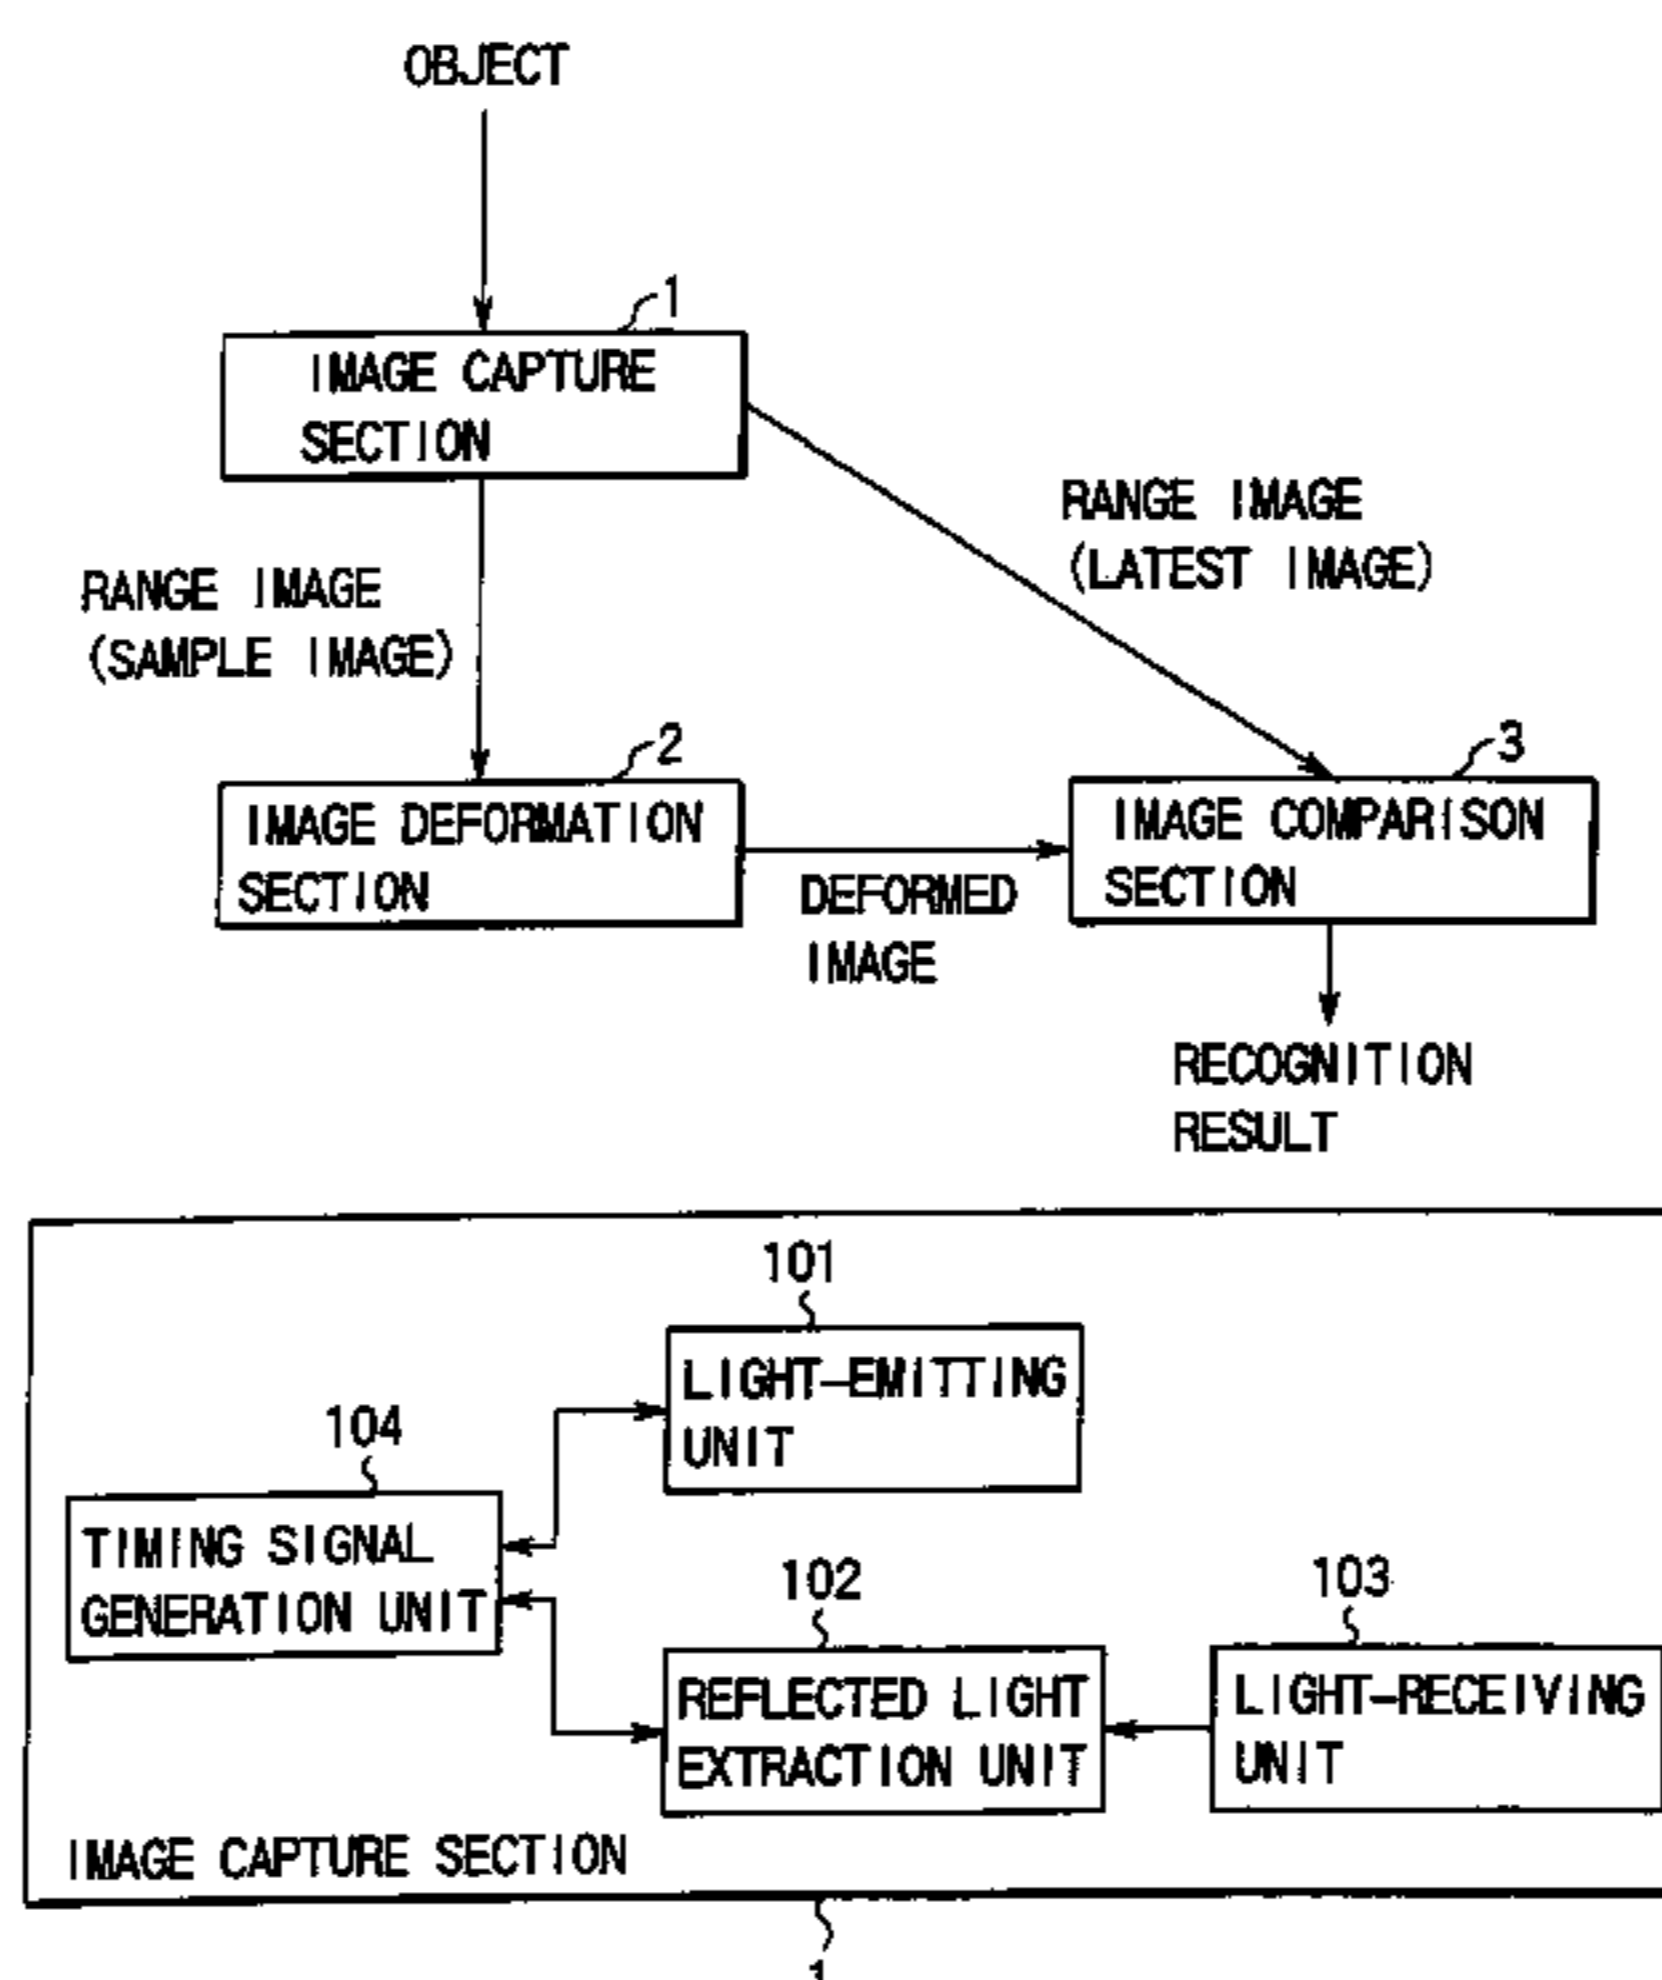 OBJECT
1
IMAGE CAPTURE
SECTION
RANGE IMAGE
(LATEST IMAGE)
RANGE IMAGE
(SAMPLE IMAGE)
2
3
IMAGE DEFORMATION
SECTION
IMAGE COMPARISON
SECTION
DEFORMED
IMAGE
RECOGNITION
RESULT
101
LIGHT-EMITTING
UNIT
104
TIMING SIGNAL
GENERATION UNIT
102
REFLECTED LIGHT
EXTRACTION UNIT
103
LIGHT-RECEIVING
UNIT
IMAGE CAPTURE SECTION
1